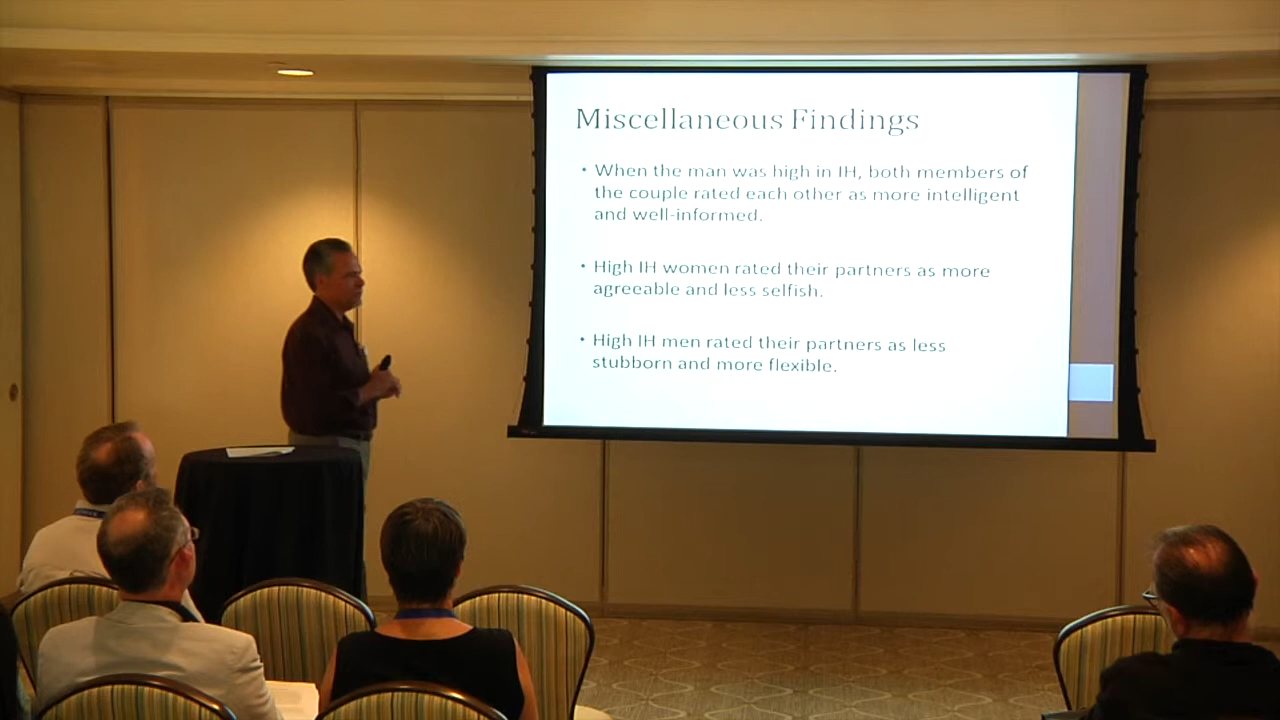 Miscellaneous Findings
• When the man was high in IH, both members of
the couple rated each other as more intelligent
and well-informed.
• High IH women rated their partners as more
agreeable and less selfish.
• High IH men rated their partners as less
stubborn and more flexible.